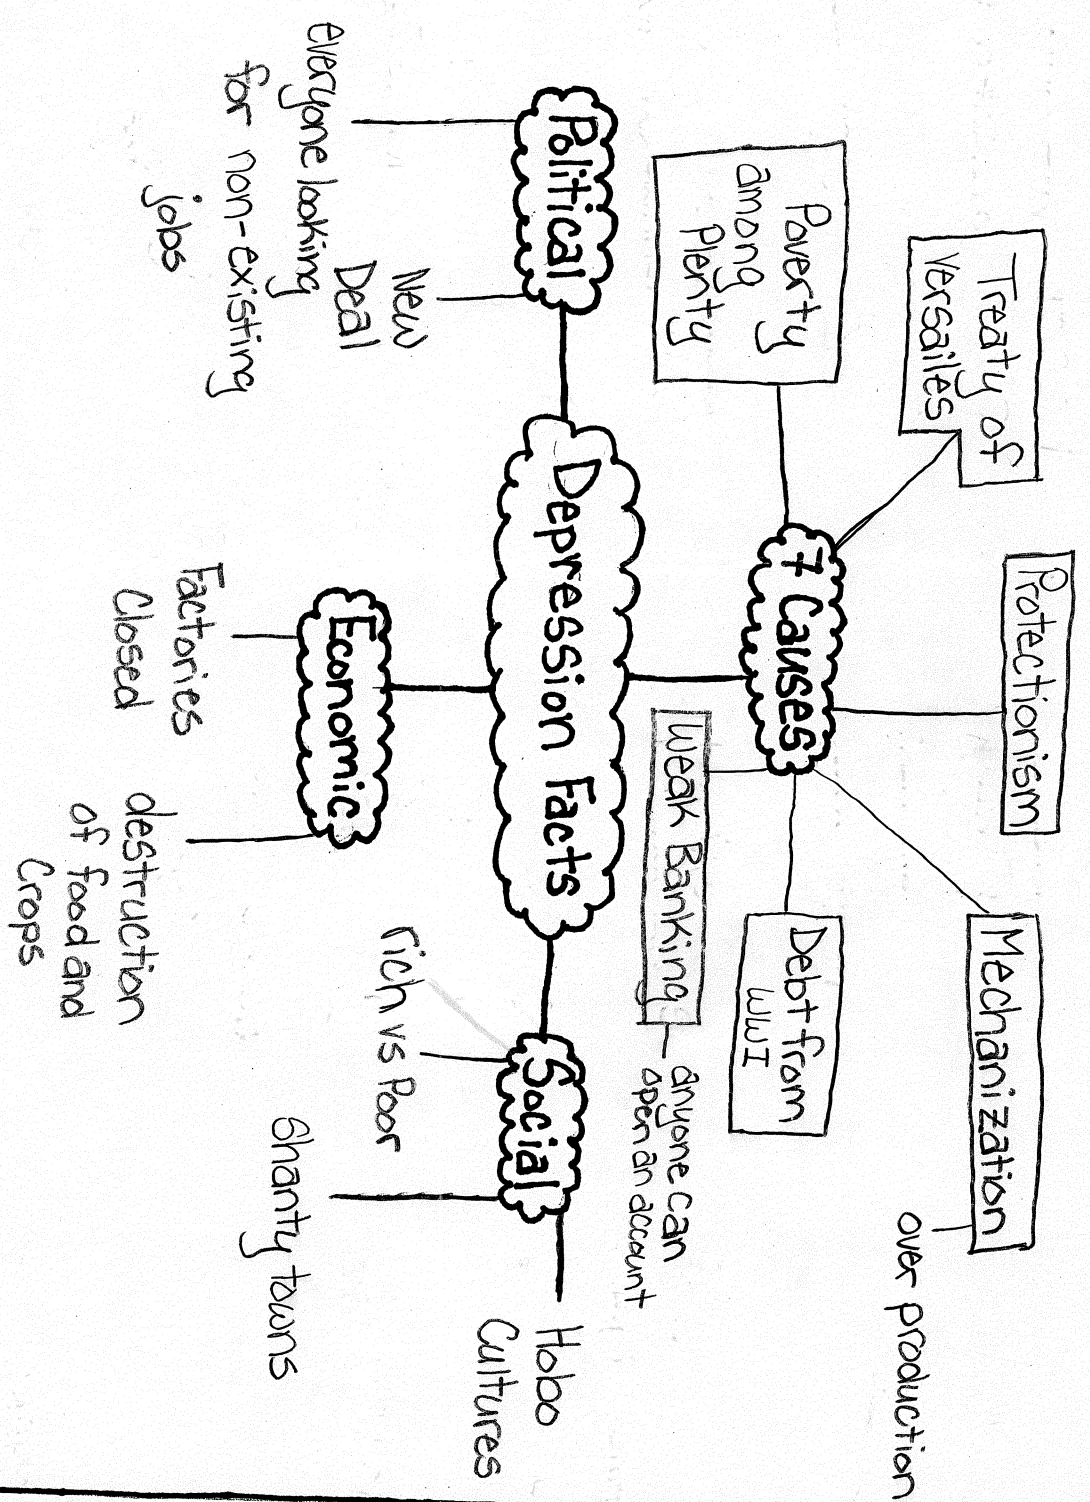 Protectionism
Treaty of
Versailes
Mechanization
over production
Poverty
among
Plenty
7 Causes
Debt from
WWI
Weak Banking
anyone can
open an account
Political
Depression Facts
Social
Hobo
Cultures
New
Deal
everyone looking
for non-existing
jobs
Economic
rich vs Poor
Shanty towns
Factories
Closed
destruction
of food and
Crops